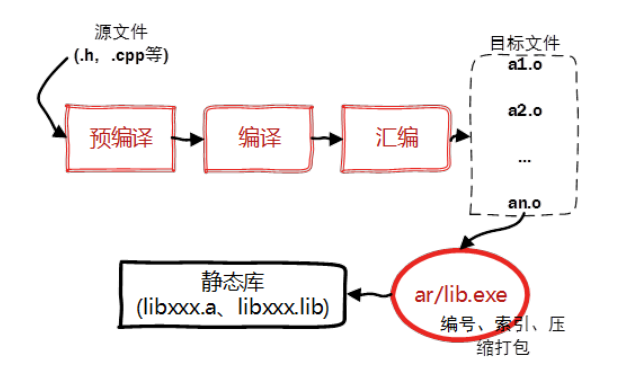 源文件
(.h，.cpp等)
目标文件
a1.o
a2.o
...
an.o
预编译
编译
汇编
ar/lib.exe
编号、索引、压
缩打包
静态库
(libxxx.a、libxxx.lib)